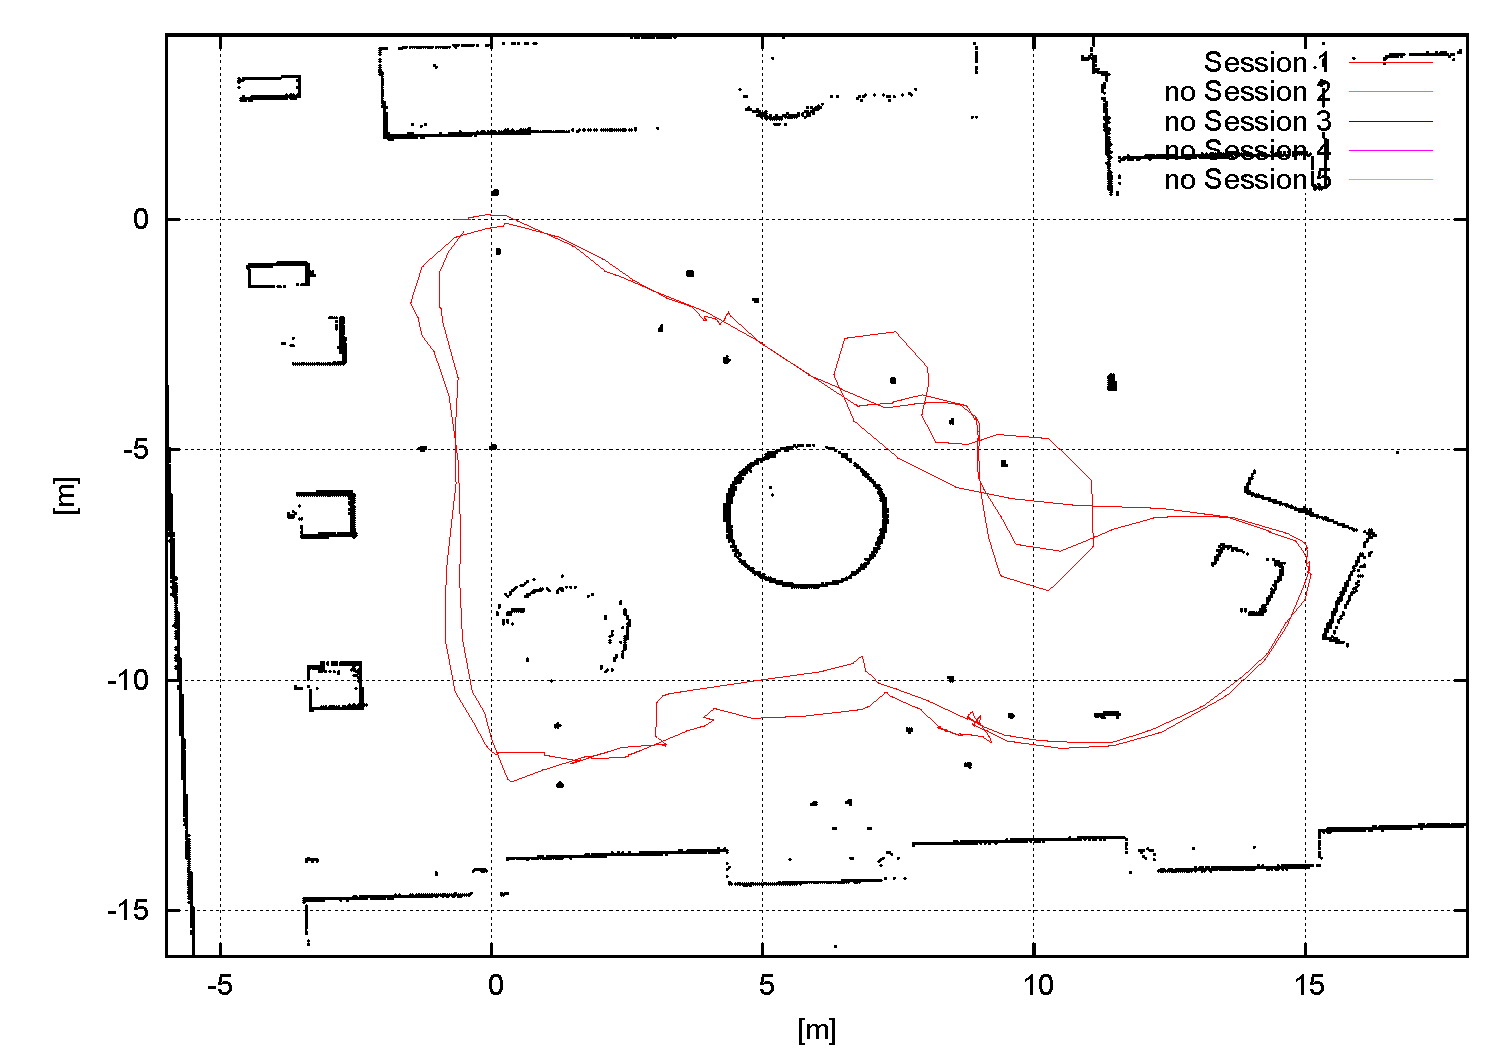 Session 1
no Session 2
no Session 3
no Session 4
no Session 5
0
-5
-10
-15
[m]
-5
0
5
10
15
[m]